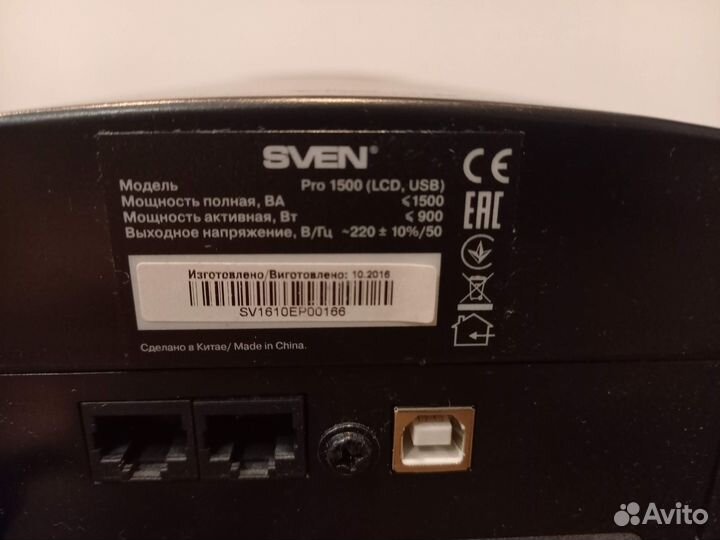 SVEN®
Модель Pro 1500 (LCD, USB)
Мощность полная, ВА ⩽1500
Мощность активная, Вт ⩽ 900
Выходное напряжение, В/Гц ~220 ± 10%/50
CE
EAC
Изготовлено/Виготовлено: 10.2016
SV1610EP00166
Сделано в Китае/ Made in China.
Avito